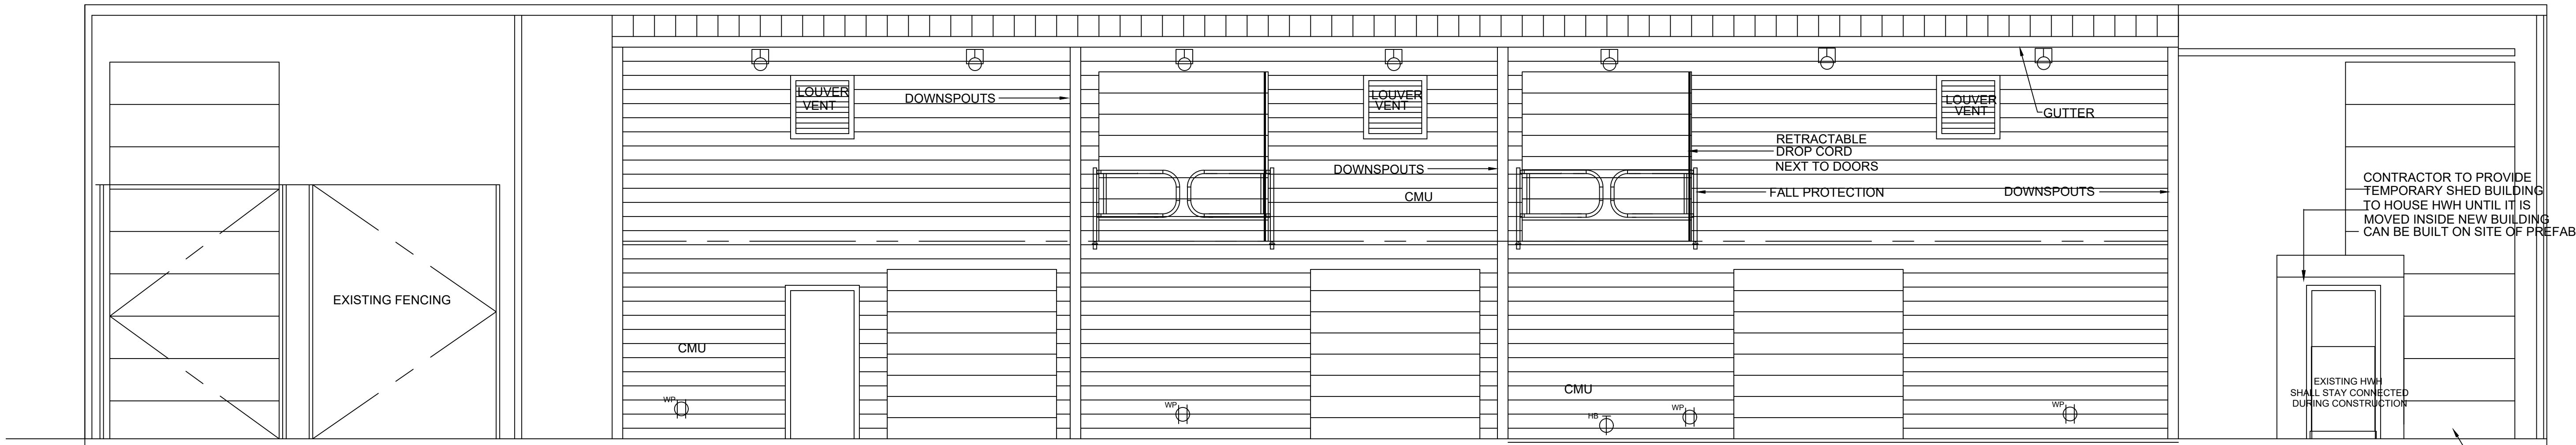 LOUVER
VENT
DOWNSPOUTS
LOUVER
VENT
LOUVER
VENT
GUTTER
RETRACTABLE
DROP CORD
NEXT TO DOORS
DOWNSPOUTS
CMU
FALL PROTECTION
DOWNSPOUTS
CONTRACTOR TO PROVIDE
TEMPORARY SHED BUILDING
TO HOUSE HWH UNTIL IT IS
MOVED INSIDE NEW BUILDING
CAN BE BUILT ON SITE OF PREFAB
EXISTING FENCING
CMU
CMU
EXISTING HWH
SHALL STAY CONNECTED
DURING CONSTRUCTION
WP
WP
HB
WP
WP